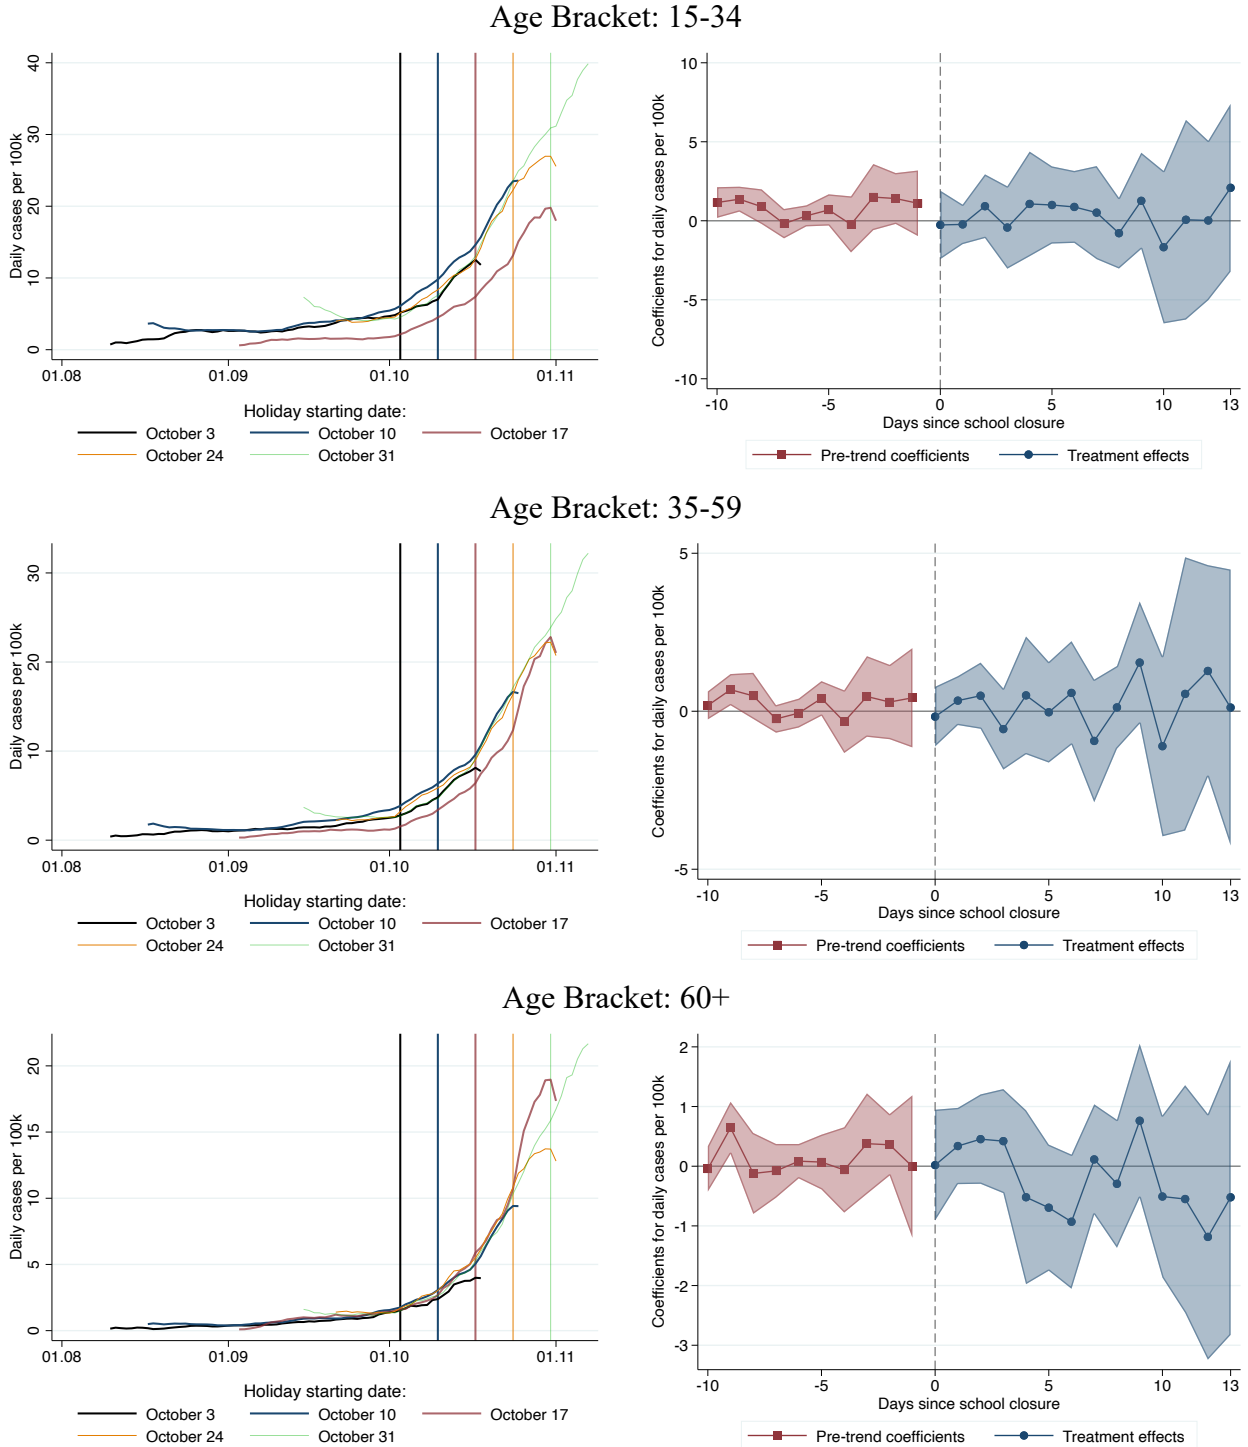 Age Bracket: 15-34
Daily cases per 100k
40
30
20
10
0
01.08 01.09 01.10 01.11
Holiday starting date:
October 3 October 10 October 17
October 24 October 31
Coefficients for daily cases per 100k
10
5
0
-5
-10
-10 -5 0 5 10 13
Days since school closure
Pre-trend coefficients Treatment effects
Age Bracket: 35-59
Daily cases per 100k
30
20
10
0
01.08 01.09 01.10 01.11
Holiday starting date:
October 3 October 10 October 17
October 24 October 31
Coefficients for daily cases per 100k
5
0
-5
-10 -5 0 5 10 13
Days since school closure
Pre-trend coefficients Treatment effects
Age Bracket: 60+
Daily cases per 100k
20
15
10
5
0
01.08 01.09 01.10 01.11
Holiday starting date:
October 3 October 10 October 17
October 24 October 31
Coefficients for daily cases per 100k
2
1
0
-1
-2
-3
-10 -5 0 5 10 13
Days since school closure
Pre-trend coefficients Treatment effects